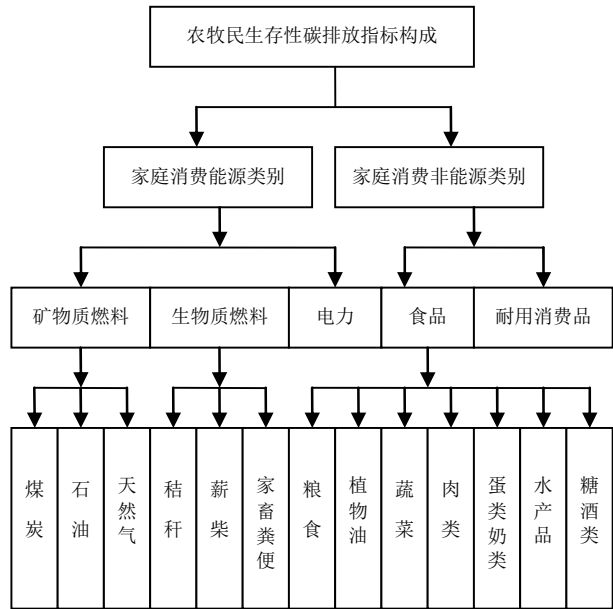 农牧民生存性碳排放指标构成
家庭消费能源类别
家庭消费非能源类别
矿物质燃料
生物质燃料
电力
食品
耐用消费品
煤炭
石油
天然气
秸秆
薪柴
家畜粪便
粮食
植物油
蔬菜
肉类
蛋类奶类
水产品
糖酒类